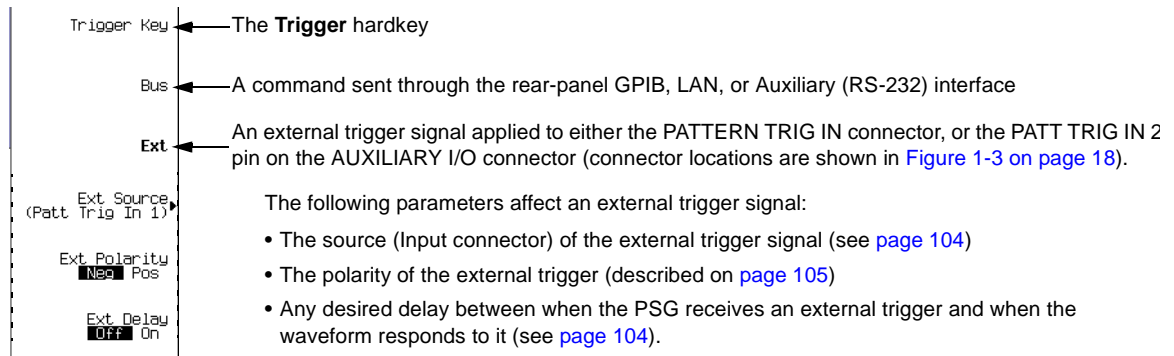 Trigger Key
The Trigger hardkey
Bus
A command sent through the rear-panel GPIB, LAN, or Auxiliary (RS-232) interface
Ext
An external trigger signal applied to either the PATTERN TRIG IN connector, or the PATT TRIG IN 2
pin on the AUXILIARY I/O connector (connector locations are shown in Figure 1-3 on page 18).
Ext Source
(Patt Trig In 1)
The following parameters affect an external trigger signal:
• The source (Input connector) of the external trigger signal (see page 104)
Ext Polarity
Neg Pos
• The polarity of the external trigger (described on page 105)
Ext Delay
Off On
• Any desired delay between when the PSG receives an external trigger and when the
waveform responds to it (see page 104).